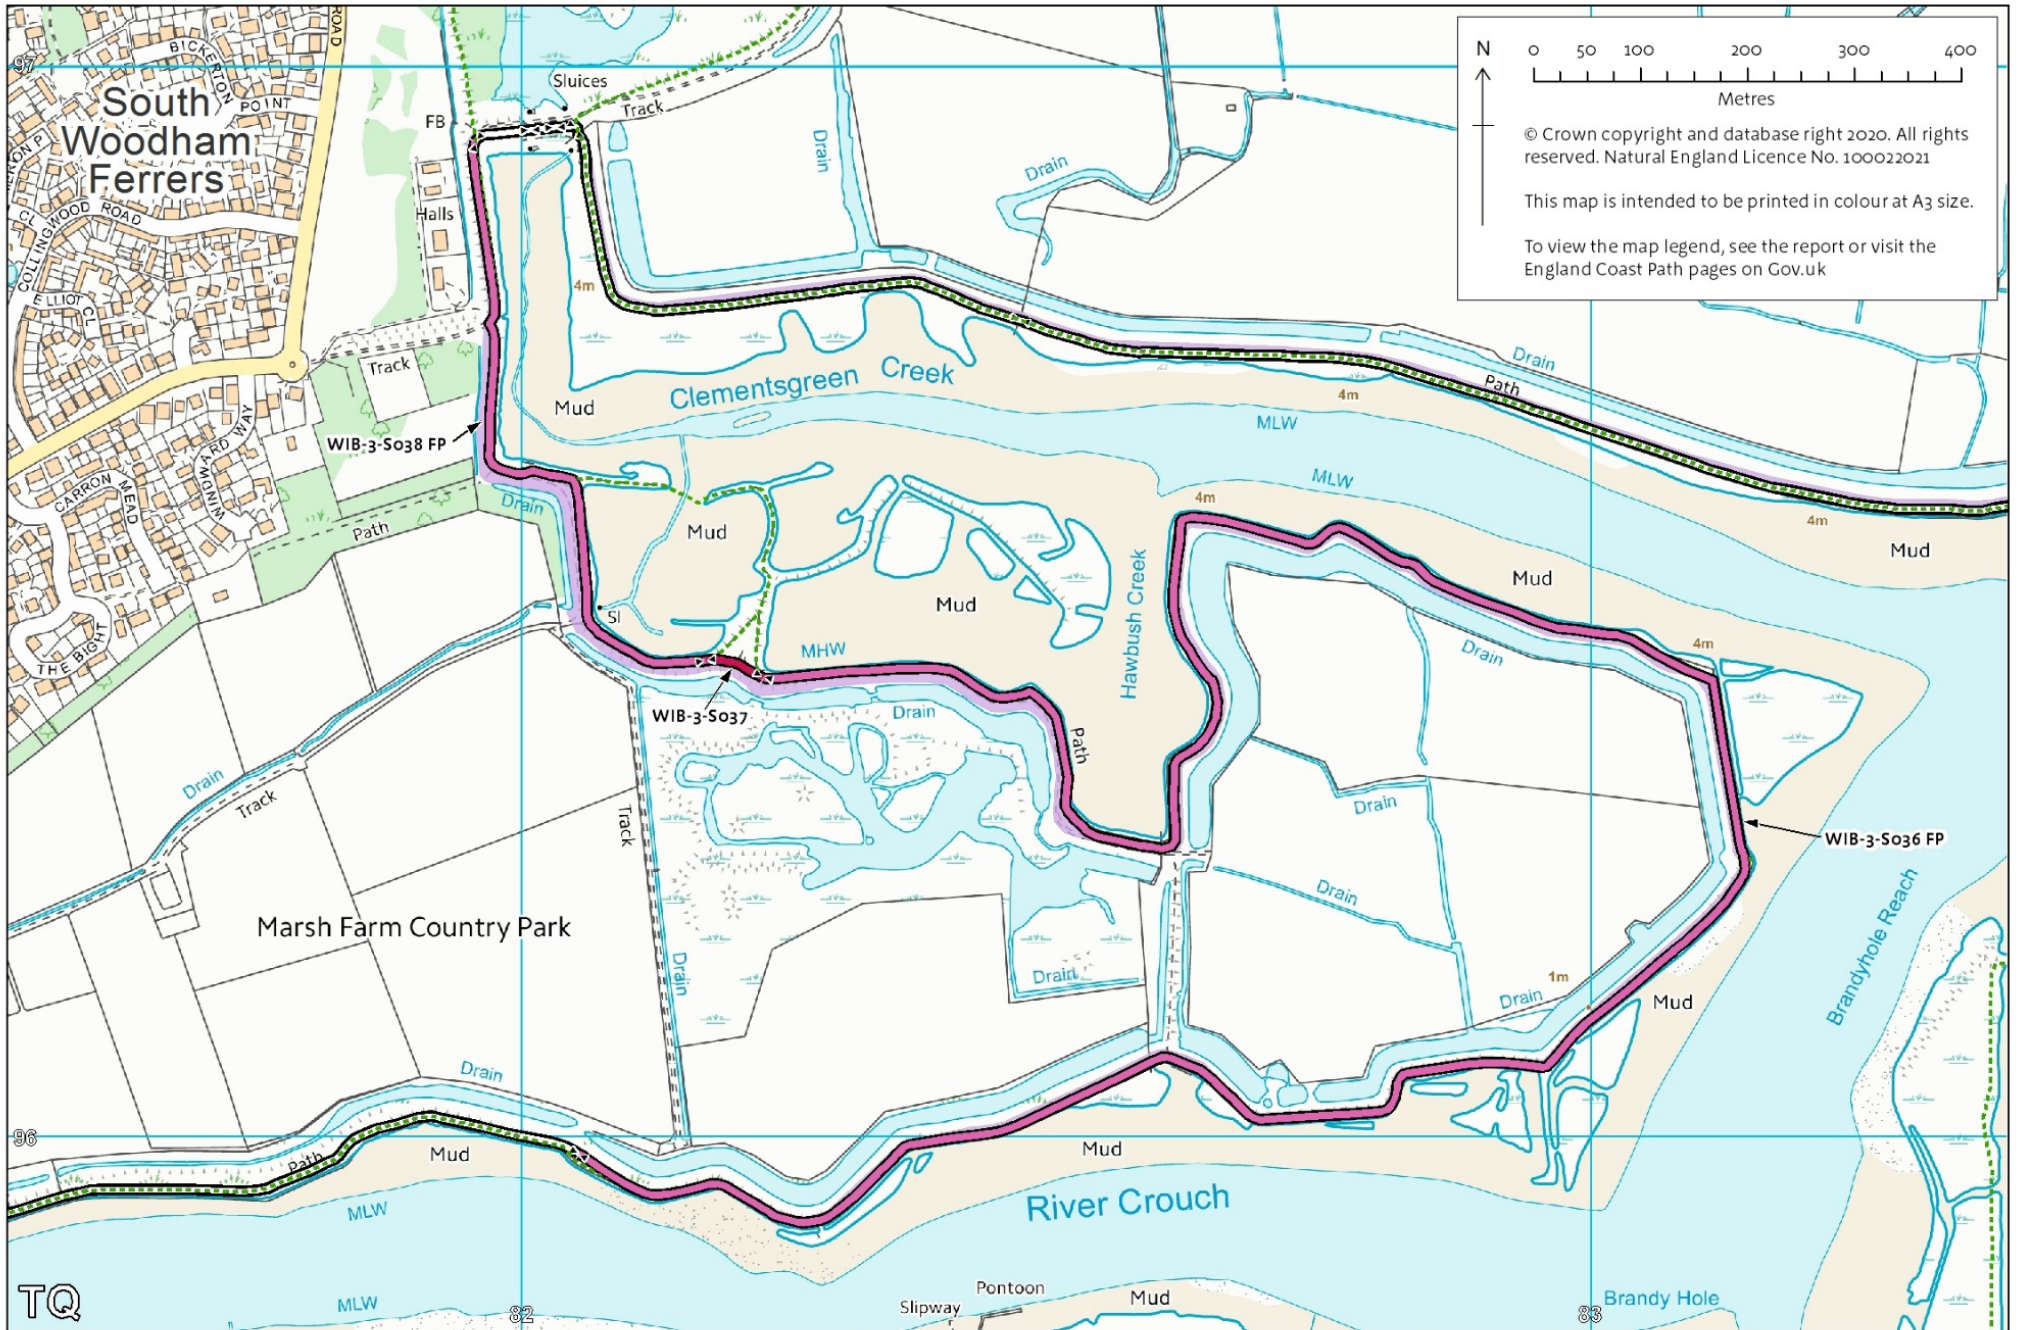 97
South
Woodham
Ferrers
BICKERTON
POINT
ROAD
COLLINGWOOD ROAD
CL
ELLIOT CL
CARRON
MEAD
WINDWARD WAY
THE BIGHT
FB
Sluices
Track
Halls
Drain
Drain
4m
Track
Mud
Clementsgreen Creek
WIB-3-S038 FP
Drain
Path
MLW
4m
Path
Drain
MLW
4m
4m
Mud
Mud
Mud
Mud
Hawbush Creek
Sl
MHW
WIB-3-S037
Drain
Path
Drain
4m
Drain
WIB-3-S036 FP
Brandyhole Reach
Drain
Track
Track
Drain
Marsh Farm Country Park
Drain
Drain
1m
Drain
Mud
Drain
96
Path
Mud
MLW
Mud
River Crouch
TQ
MLW
82
Slipway
Pontoon
Mud
83
Brandy Hole
N
0 50 100 200 300 400
Metres
© Crown copyright and database right 2020. All rights
reserved. Natural England Licence No. 100022021
This map is intended to be printed in colour at A3 size.
To view the map legend, see the report or visit the
England Coast Path pages on Gov.uk